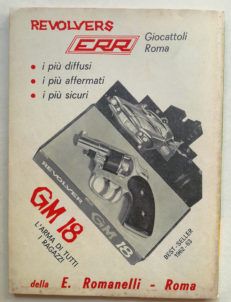 REVOLVERS
ERR
Giocattoli
Roma
i più diffusi
i più affermati
i più sicuri
REVOLVER
GM 18
GM 18
L'ARMA DI TUTTI
I RAGAZZI
BEST-SELLER
1962-63
della E. Romanelli - Roma